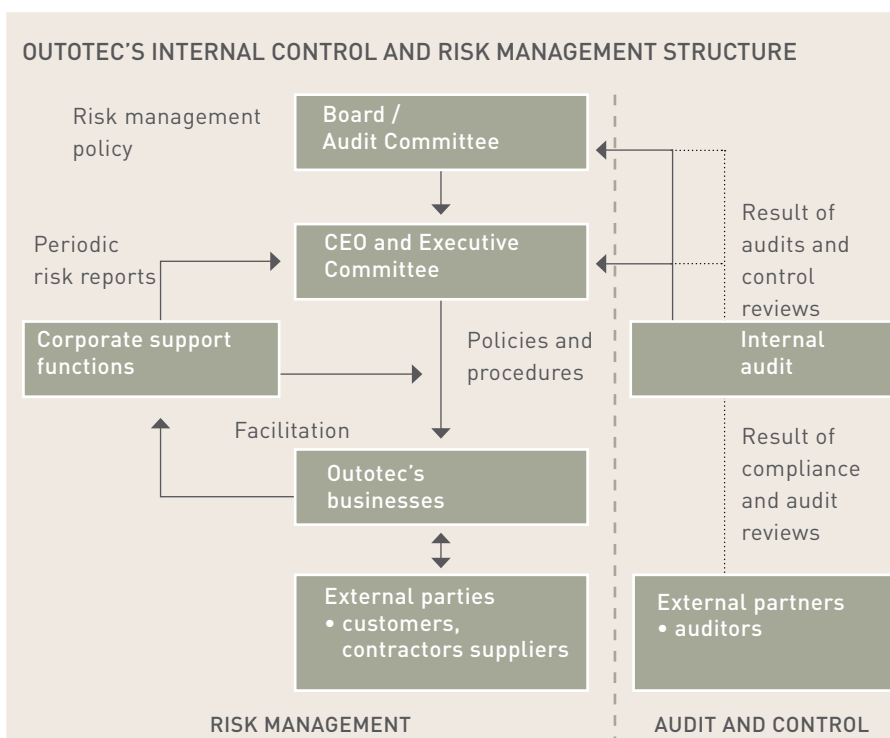 OUTOTEC'S INTERNAL CONTROL AND RISK MANAGEMENT STRUCTURE
Risk management
policy
Board /
Audit Committee
Periodic
risk reports
CEO and Executive
Committee
Result of
audits and
control
reviews
Corporate support
functions
Policies and
procedures
Internal
audit
Facilitation
Outotec's
businesses
Result of
compliance
and audit
reviews
External parties
• customers,
contractors suppliers
External partners
• auditors
RISK MANAGEMENT
AUDIT AND CONTROL